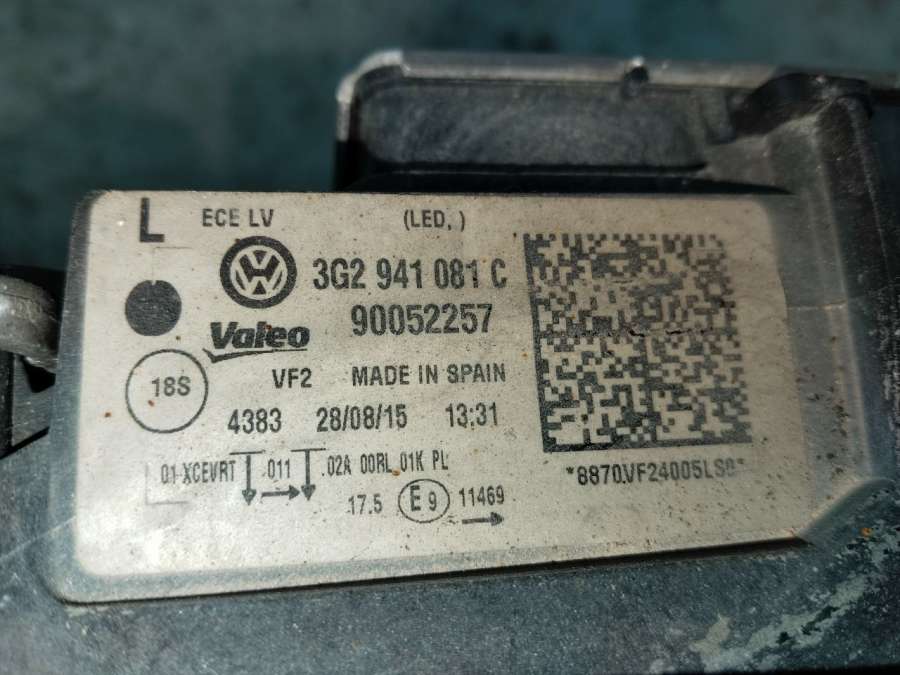 L ECE LV (LED, )
3G2 941 081 C
Valeo 90052257
18S VF2 MADE IN SPAIN
4383 28/08/15 13:31
01 XCEVRT .011 .02A 00RL 01K PL
17.5 E9 11469
*8870.VF24005LS0*